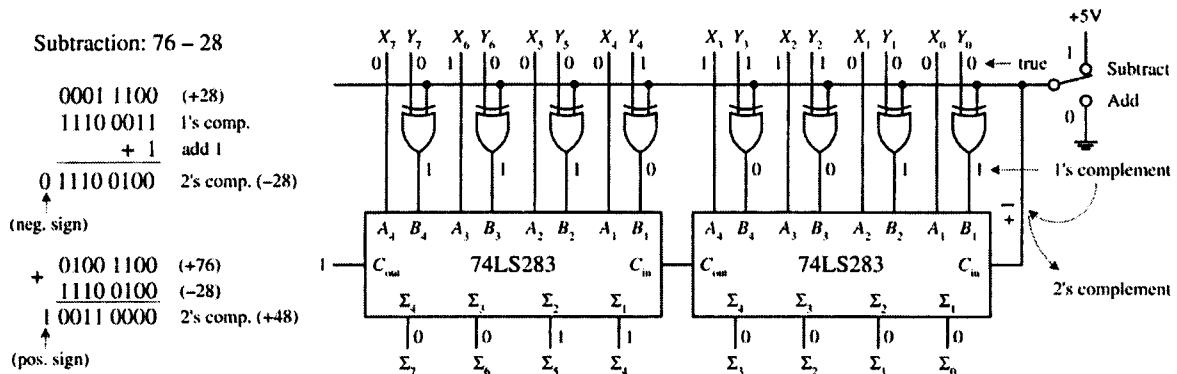 Subtraction: 76 – 28
0001 1100 (+28)
1110 0011 1's comp.
+ 1 add 1
0 1110 0100 2's comp. (–28)
(neg. sign)
+ 0100 1100 (+76)
1110 0100 (–28)
1 0011 0000 2's comp. (+48)
(pos. sign)
X7 Y7 X6 Y6 X5 Y5 X4 Y4 X3 Y3 X2 Y2 X1 Y1 X0 Y0
0 0 1 0 0 0 0 1 1 1 1 1 0 0 0 0 true
+5V
1
Subtract
Add
0
1 1 1 0 0 0 1 1 1's complement
A4 B4 A3 B3 A2 B2 A1 B1 A4 B4 A3 B3 A2 B2 A1 B1
– +
1 Cout 74LS283 Cin Cout 74LS283 Cin
2's complement
Σ4 Σ3 Σ2 Σ1 Σ4 Σ3 Σ2 Σ1
0 0 1 1 0 0 0 0
Σ7 Σ6 Σ5 Σ4 Σ3 Σ2 Σ1 Σ0